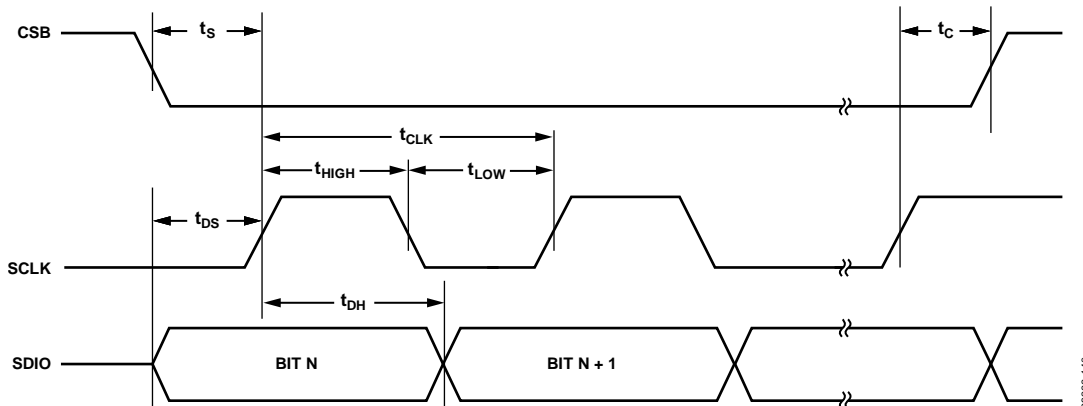 CSB
tS
tC
tCLK
tHIGH
tLOW
tDS
SCLK
tDH
SDIO
BIT N
BIT N + 1